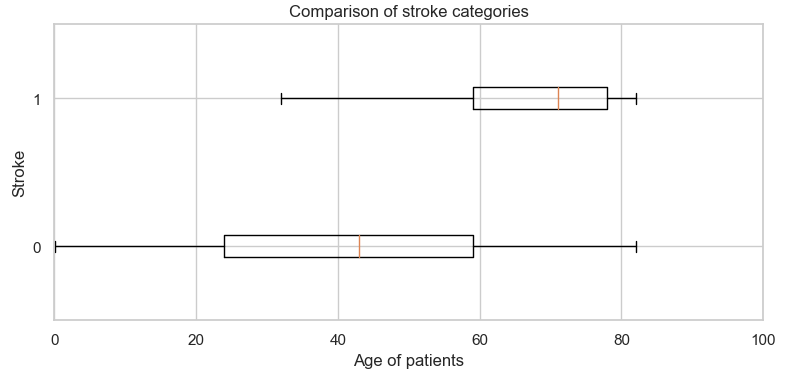 Comparison of stroke categories
Stroke
1
0
0 20 40 60 80 100
Age of patients